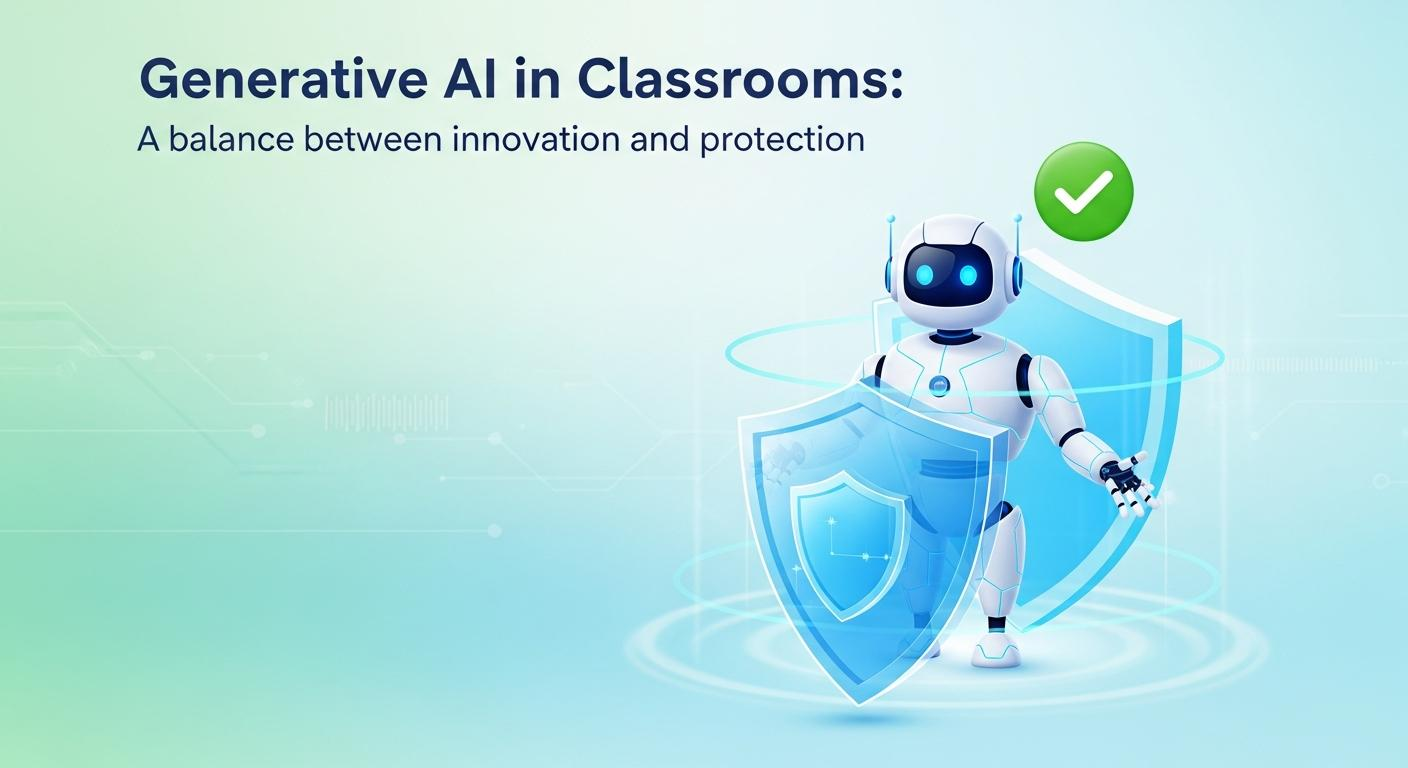 Generative AI in Classrooms:
A balance between innovation and protection